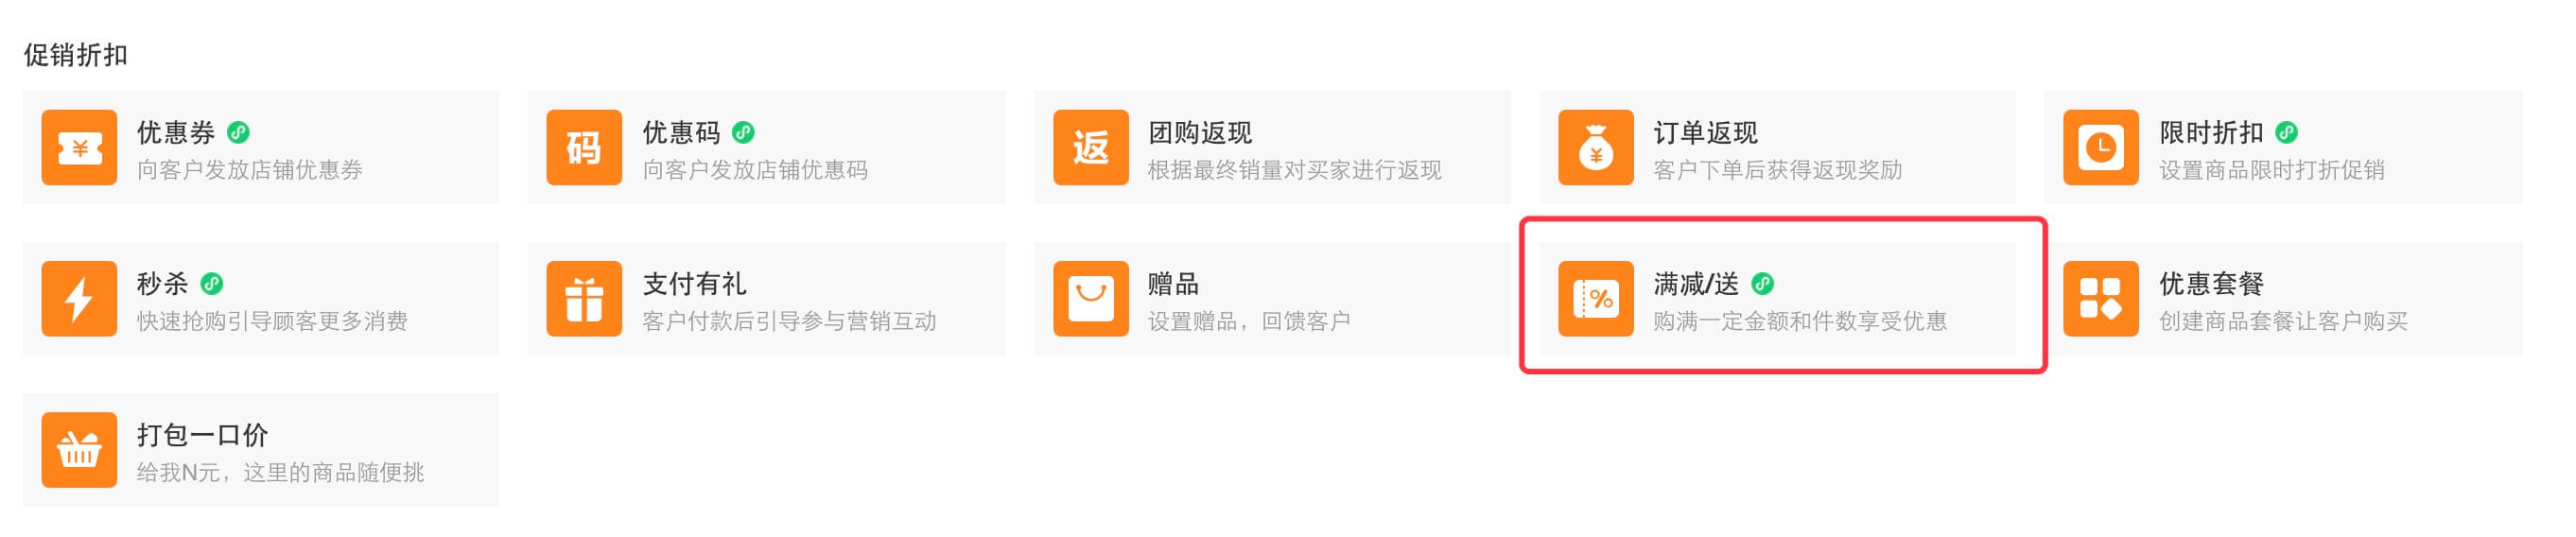 促销折扣
优惠券
向客户发放店铺优惠券
码
优惠码
向客户发放店铺优惠码
返
团购返现
根据最终销量对买家进行返现
¥
订单返现
客户下单后获得返现奖励
限时折扣
设置商品限时打折促销
秒杀
快速抢购引导顾客更多消费
支付有礼
客户付款后引导参与营销互动
赠品
设置赠品，回馈客户
%
满减/送
购满一定金额和件数享受优惠
优惠套餐
创建商品套餐让客户购买
打包一口价
给我N元，这里的商品随便挑